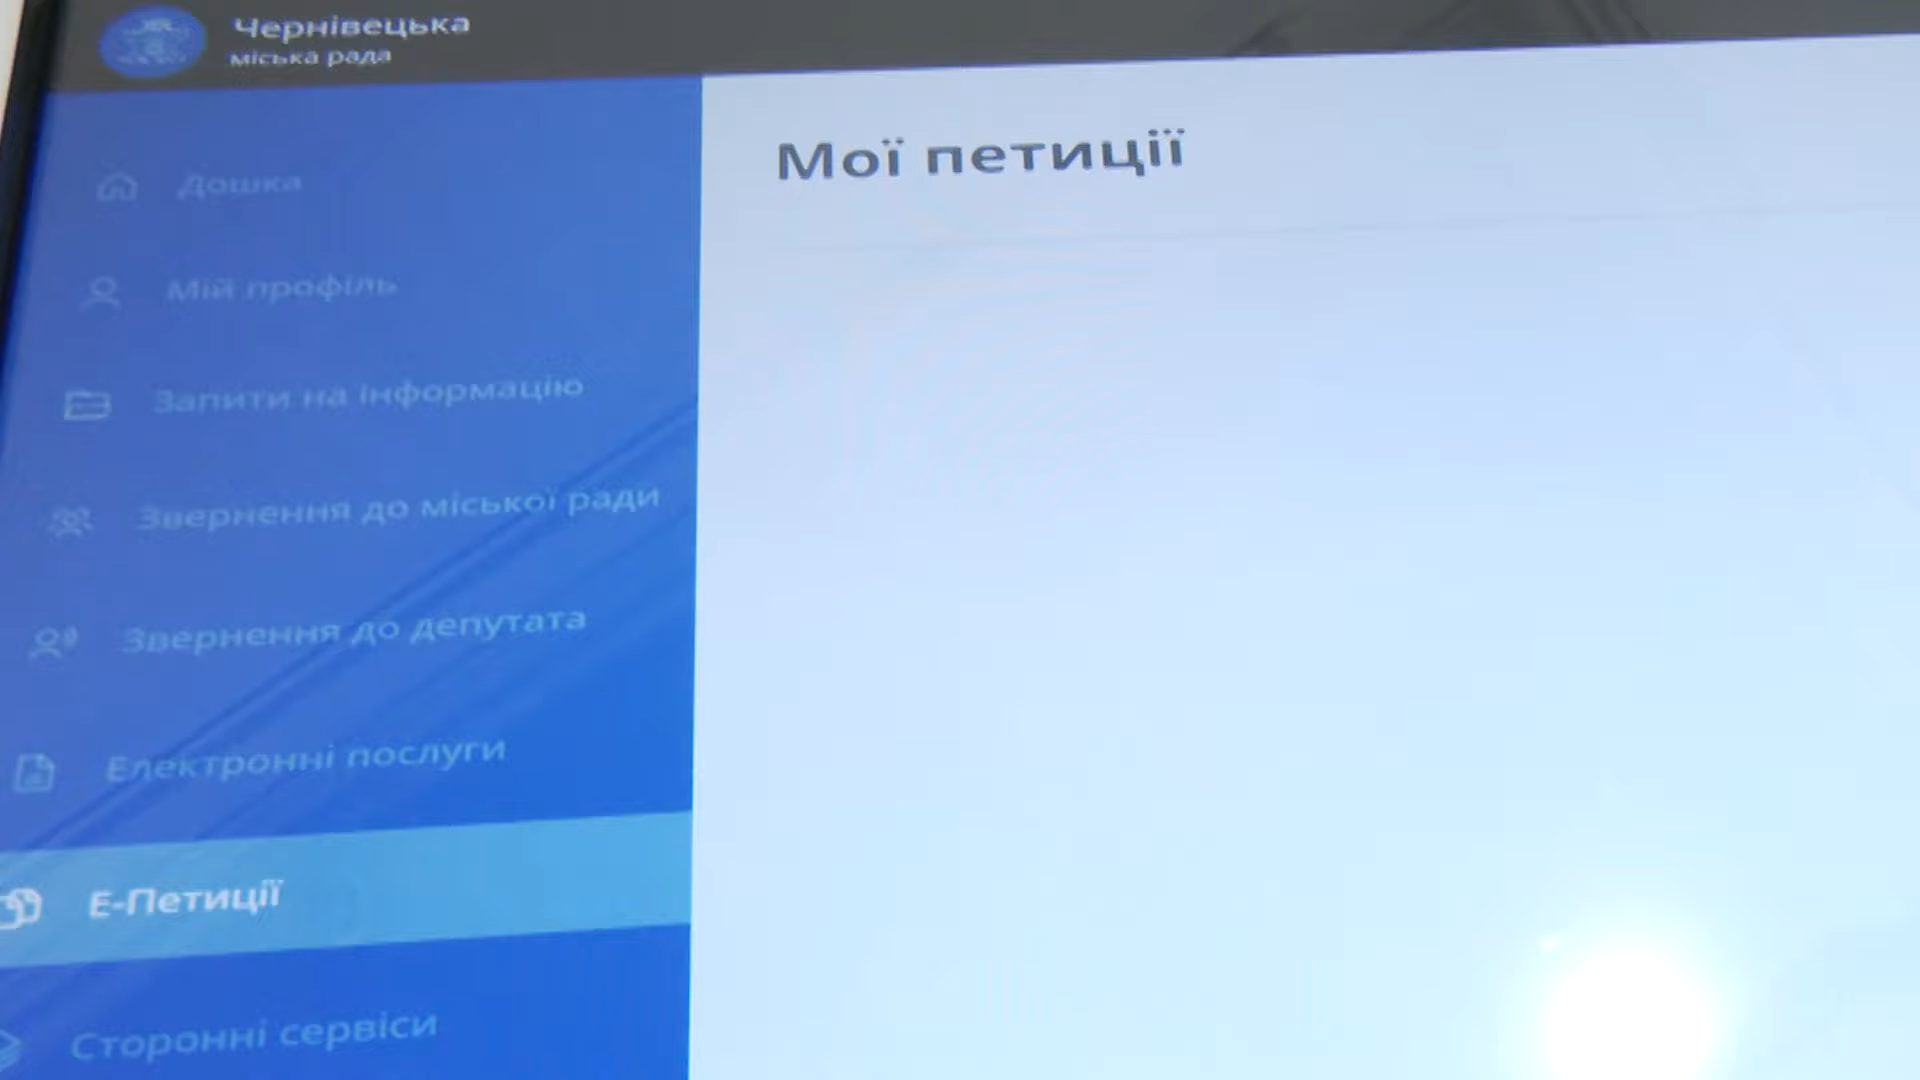 Чернівецька
міська рада
Мої петиції
Дошка
Мій профіль
Запити на інформацію
Звернення до міської ради
Звернення до депутата
Електронні послуги
Е-Петиції
Сторонні сервіси